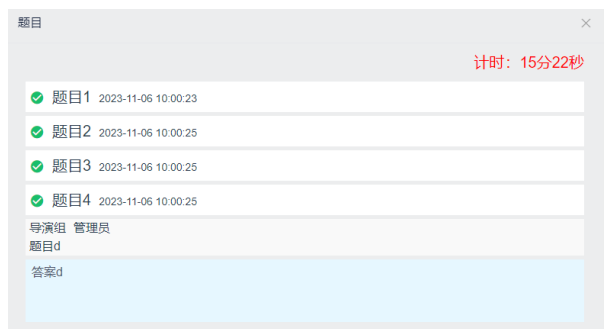 题目
计时：15分22秒
题目1 2023-11-06 10:00:23
题目2 2023-11-06 10:00:25
题目3 2023-11-06 10:00:25
题目4 2023-11-06 10:00:25
导演组 管理员
题目d
答案d